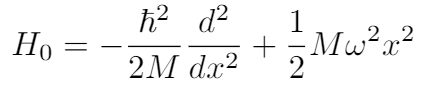 $H_0 = -\frac{\hbar^2}{2M} \frac{d^2}{dx^2} + \frac{1}{2} M\omega^2 x^2$